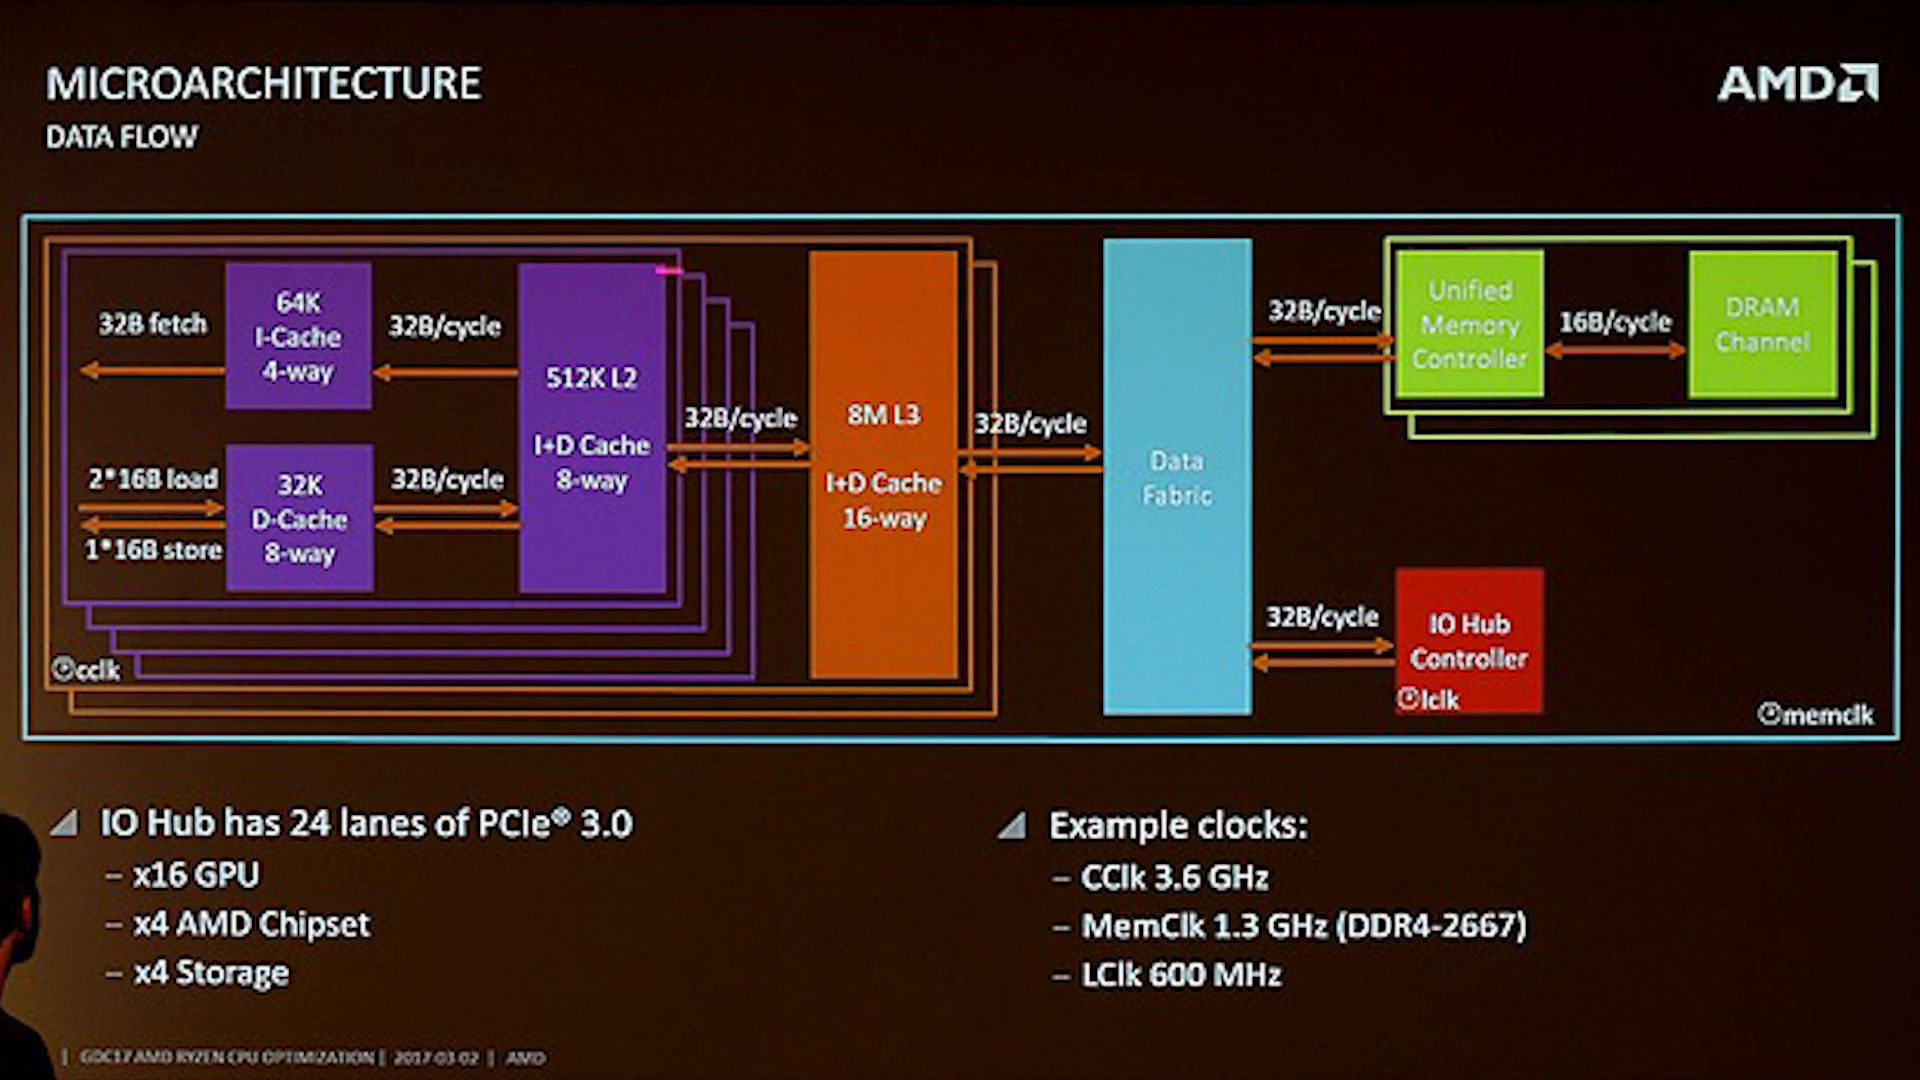 MICROARCHITECTURE
AMD
DATA FLOW
32B fetch
64K
I-Cache
4-way
32B/cycle
2*16B load
1*16B store
32K
D-Cache
8-way
32B/cycle
512K L2
I+D Cache
8-way
32B/cycle
8M L3
I+D Cache
16-way
32B/cycle
cclk
Data
Fabric
32B/cycle
Unified
Memory
Controller
16B/cycle
DRAM
Channel
32B/cycle
IO Hub
Controller
lclk
memclk
IO Hub has 24 lanes of PCIe® 3.0
– x16 GPU
– x4 AMD Chipset
– x4 Storage
Example clocks:
– CClk 3.6 GHz
– MemClk 1.3 GHz (DDR4-2667)
– LClk 600 MHz
| GDC17 AMD RYZEN CPU OPTIMIZATION | 2017-03-02 | AMD